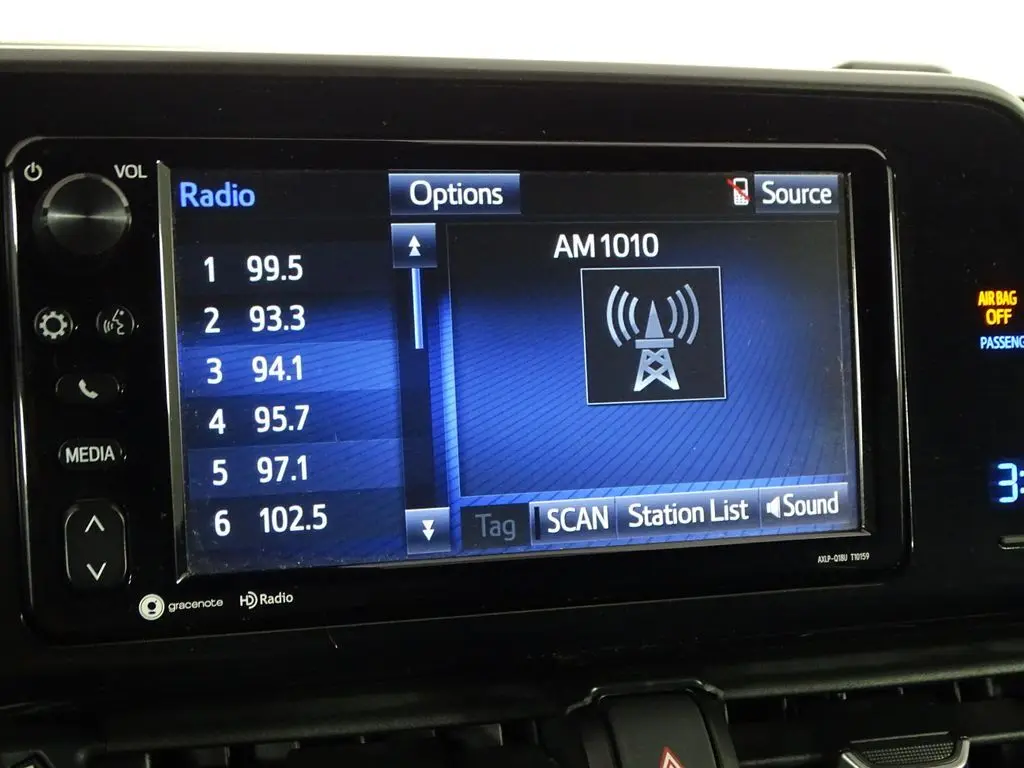 VOL
Radio
Options
Source
AM 1010
1 99.5
2 93.3
3 94.1
4 95.7
5 97.1
6 102.5
MEDIA
Tag
SCAN
Station List
Sound
AXLP-Q18U T10159
gracenote
HD Radio
AIR BAG
OFF